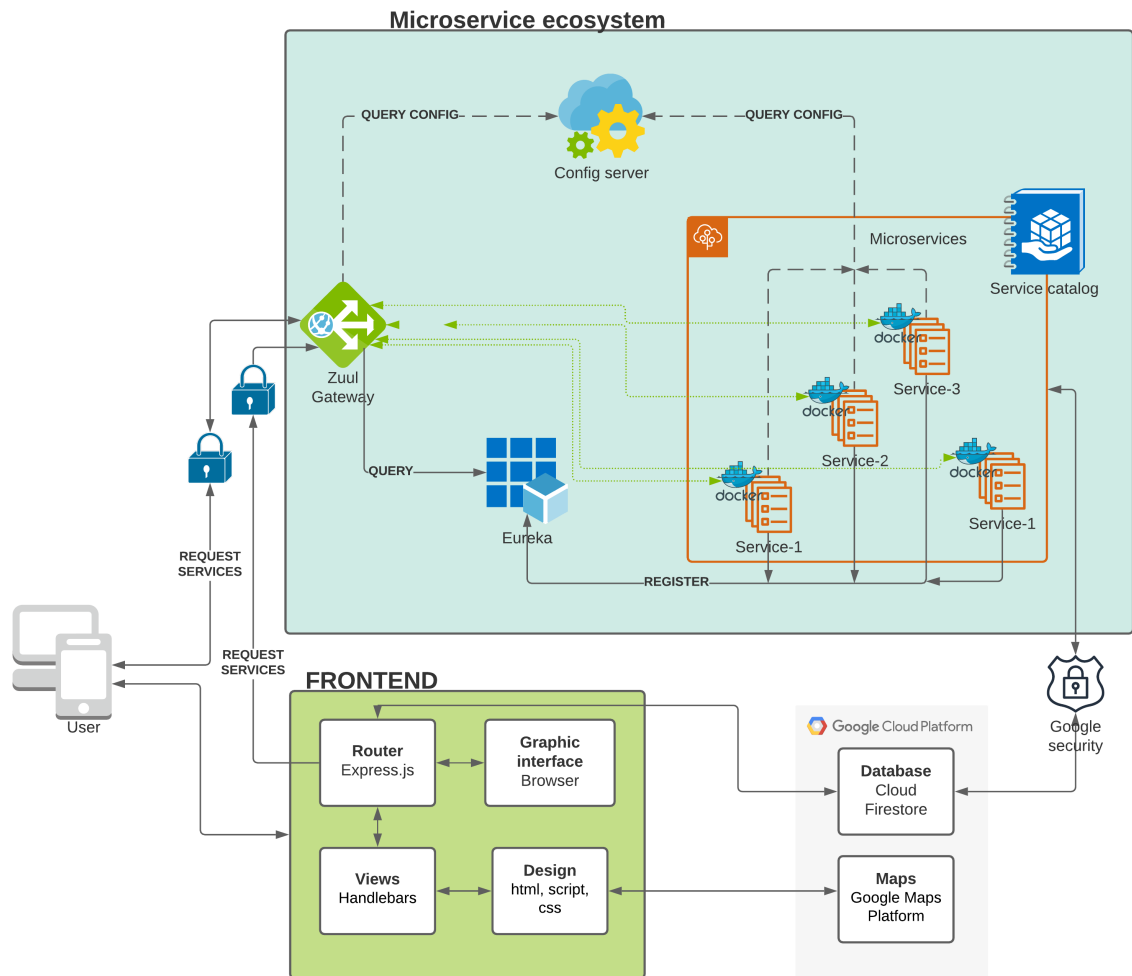 Microservice ecosystem
QUERY CONFIG
QUERY CONFIG
Config server
Microservices
Service catalog
docker
Service-3
Zuul
Gateway
docker
Service-2
QUERY
docker
Service-1
docker
Service-1
Eureka
REGISTER
REQUEST
SERVICES
REQUEST
SERVICES
User
FRONTEND
Router
Express.js
Graphic
interface
Browser
Views
Handlebars
Design
html, script,
css
Google
security
Google Cloud Platform
Database
Cloud
Firestore
Maps
Google Maps
Platform